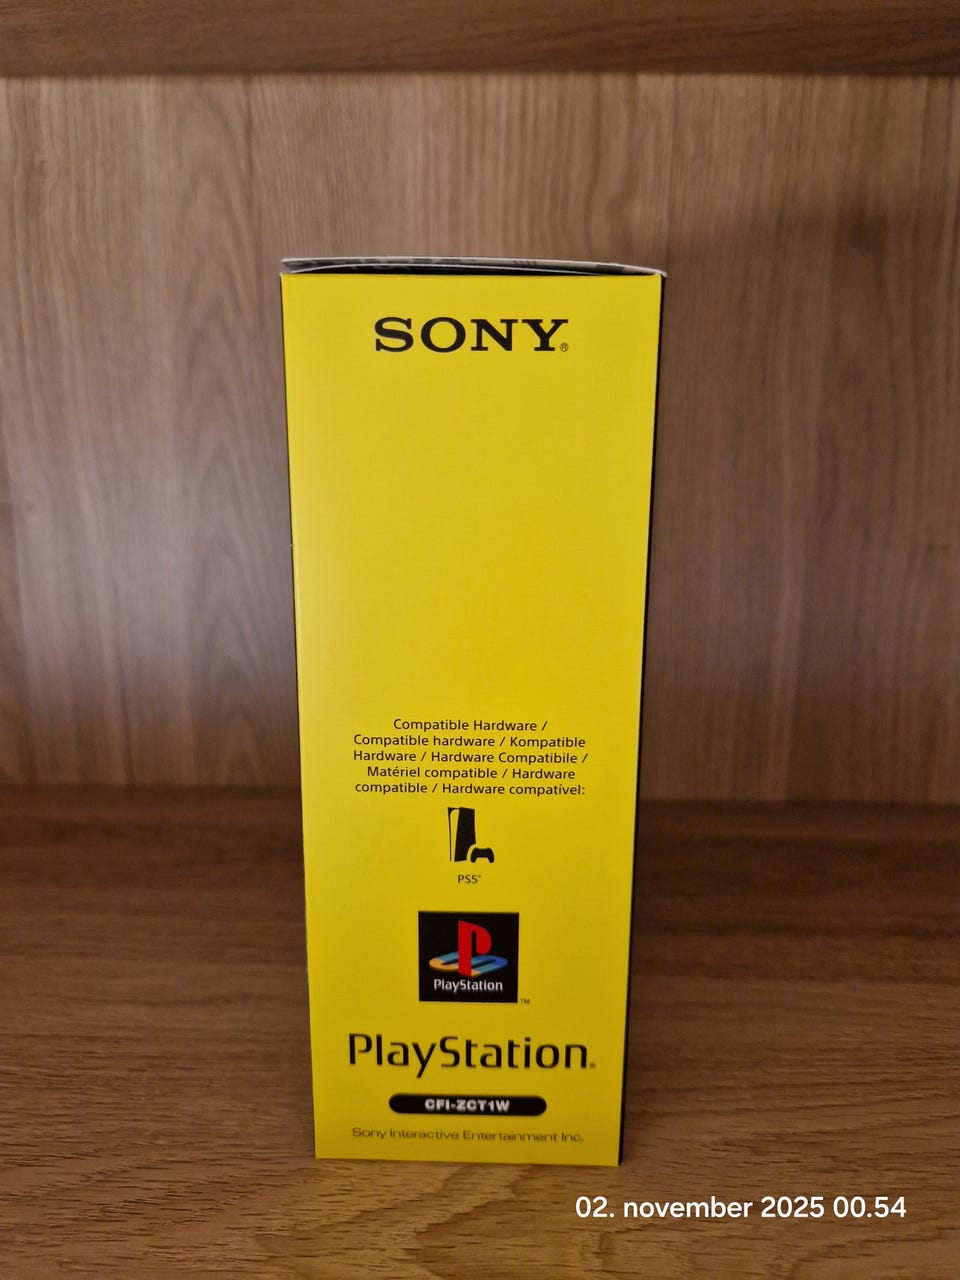 SONY®
Compatible Hardware /
Compatible hardware / Kompatible
Hardware / Hardware Compatibile /
Matériel compatible / Hardware
compatible / Hardware compatível:
PS5®
PlayStation
TM
PlayStation®
CFI-ZCT1W
Sony Interactive Entertainment Inc.
02. november 2025 00.54